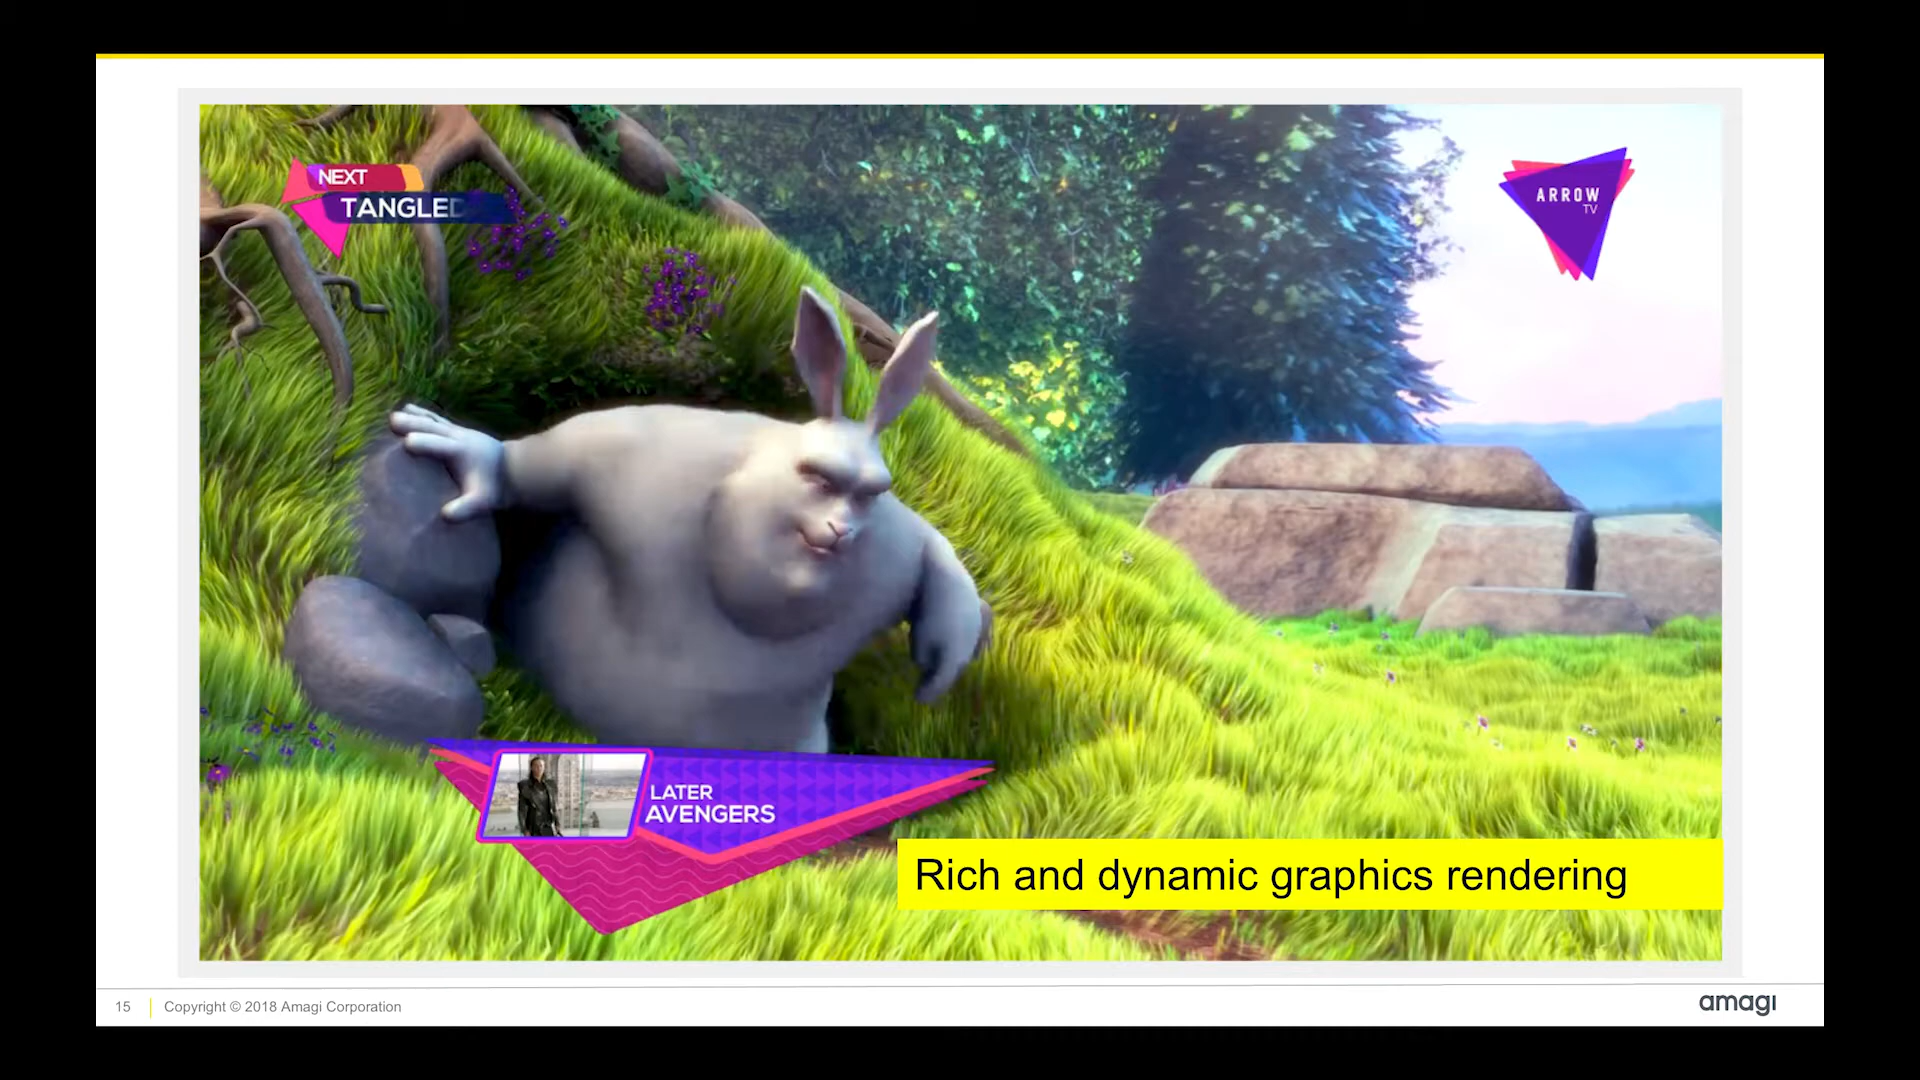 NEXT
TANGLED
ARROW
TV
LATER
AVENGERS
Rich and dynamic graphics rendering
15
Copyright © 2018 Amagi Corporation
amagi